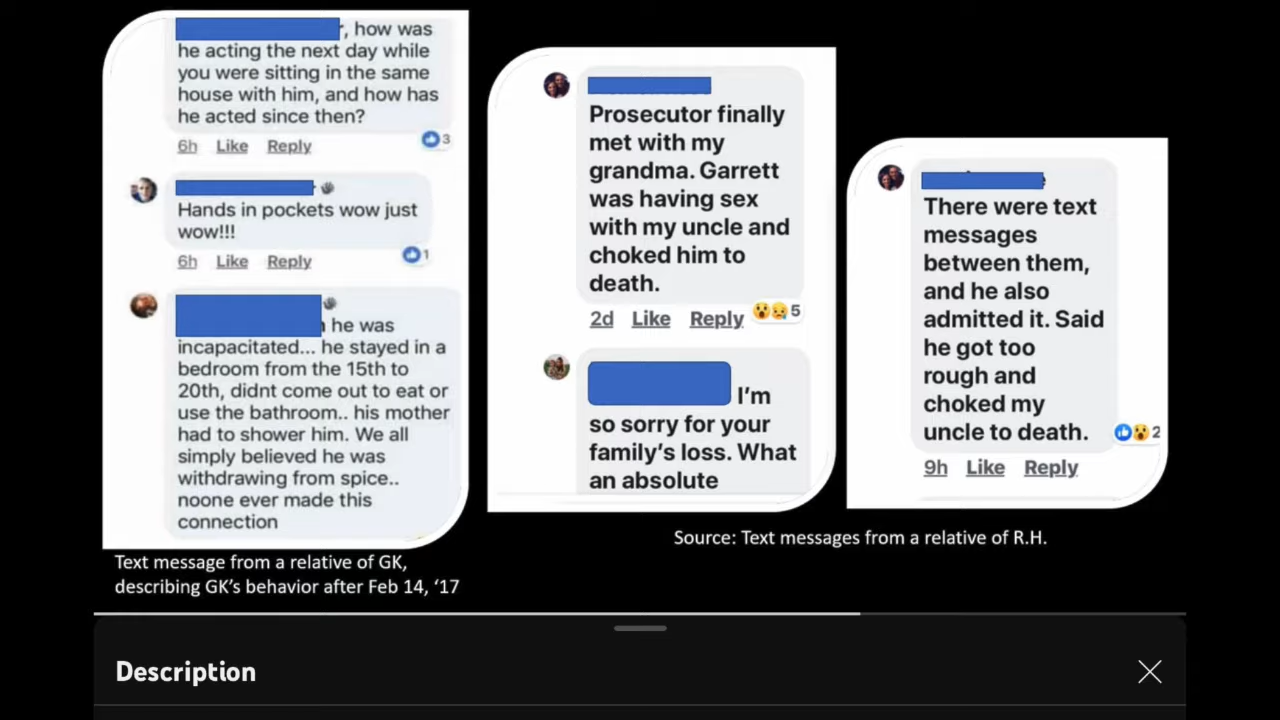 , how was
he acting the next day while
you were sitting in the same
house with him, and how has
he acted since then?
6h Like Reply 3
Hands in pockets wow just
wow!!!
6h Like Reply 1
he was
incapacitated... he stayed in a
bedroom from the 15th to
20th, didnt come out to eat or
use the bathroom.. his mother
had to shower him. We all
simply believed he was
withdrawing from spice..
noone ever made this
connection
Text message from a relative of GK,
describing GK's behavior after Feb 14, '17
Prosecutor finally
met with my
grandma. Garrett
was having sex
with my uncle and
choked him to
death.
2d Like Reply 5
I'm
so sorry for your
family's loss. What
an absolute
There were text
messages
between them,
and he also
admitted it. Said
he got too
rough and
choked my
uncle to death.
2
9h Like Reply
Source: Text messages from a relative of R.H.
Description